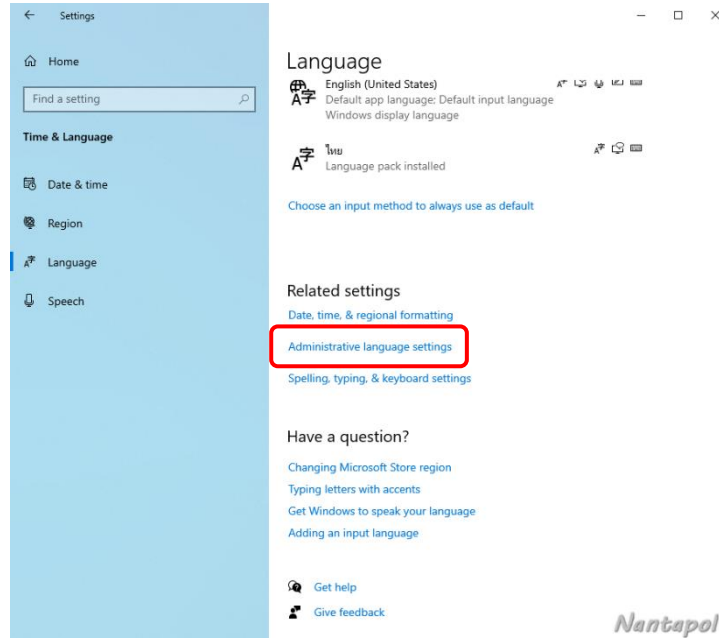 Settings
Home
Find a setting
Time & Language
Date & time
Region
Language
Speech
Language
English (United States)
Default app language; Default input language
Windows display language
ไทย
Language pack installed
Choose an input method to always use as default
Related settings
Date, time, & regional formatting
Administrative language settings
Spelling, typing, & keyboard settings
Have a question?
Changing Microsoft Store region
Typing letters with accents
Get Windows to speak your language
Adding an input language
Get help
Give feedback
Nantapol